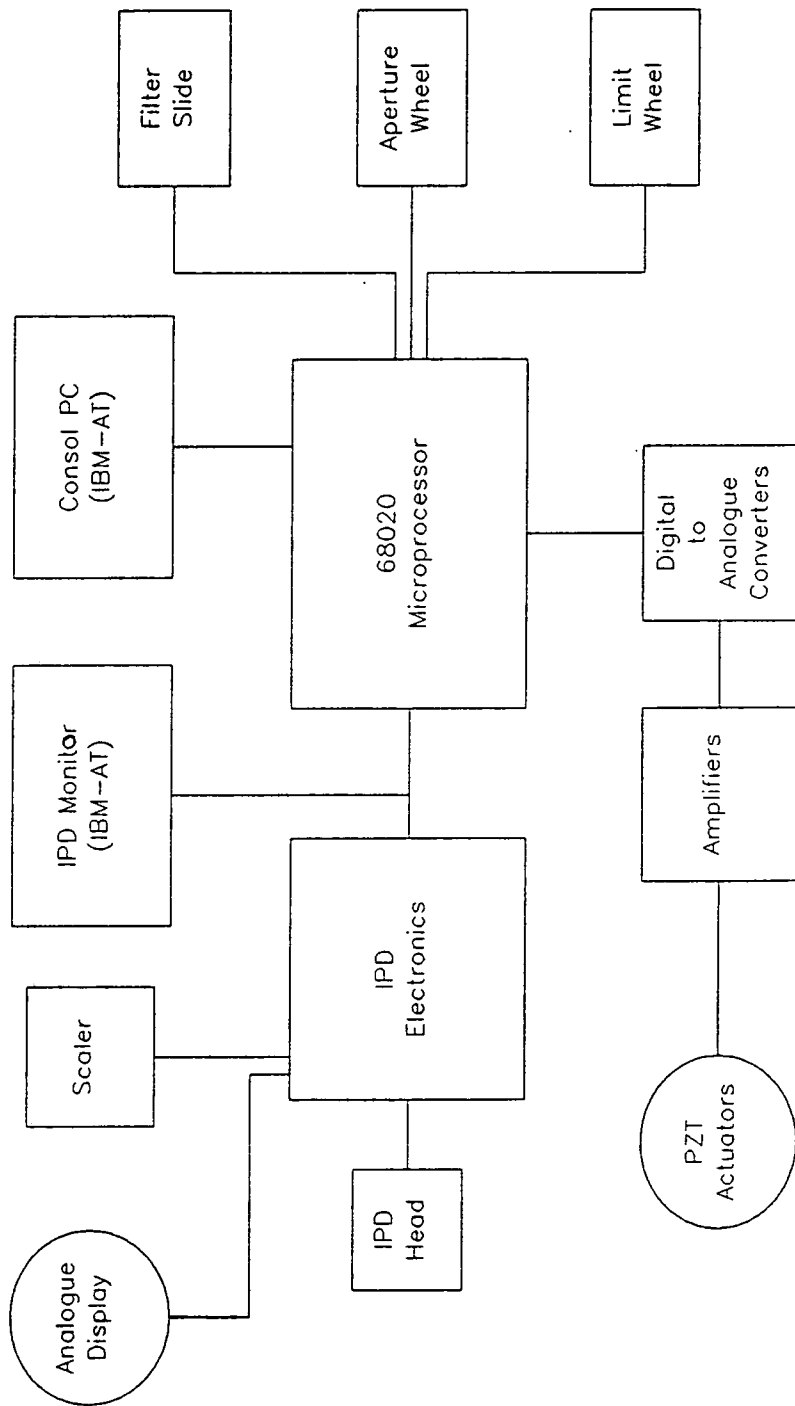 Analogue
Display
Scaler
IPD Monitor
(IBM-AT)
Consol PC
(IBM-AT)
Filter
Slide
IPD
Head
IPD
Electronics
68020
Microprocessor
Aperture
Wheel
Limit
Wheel
PZT
Actuators
Amplifiers
Digital
to
Analogue
Converters